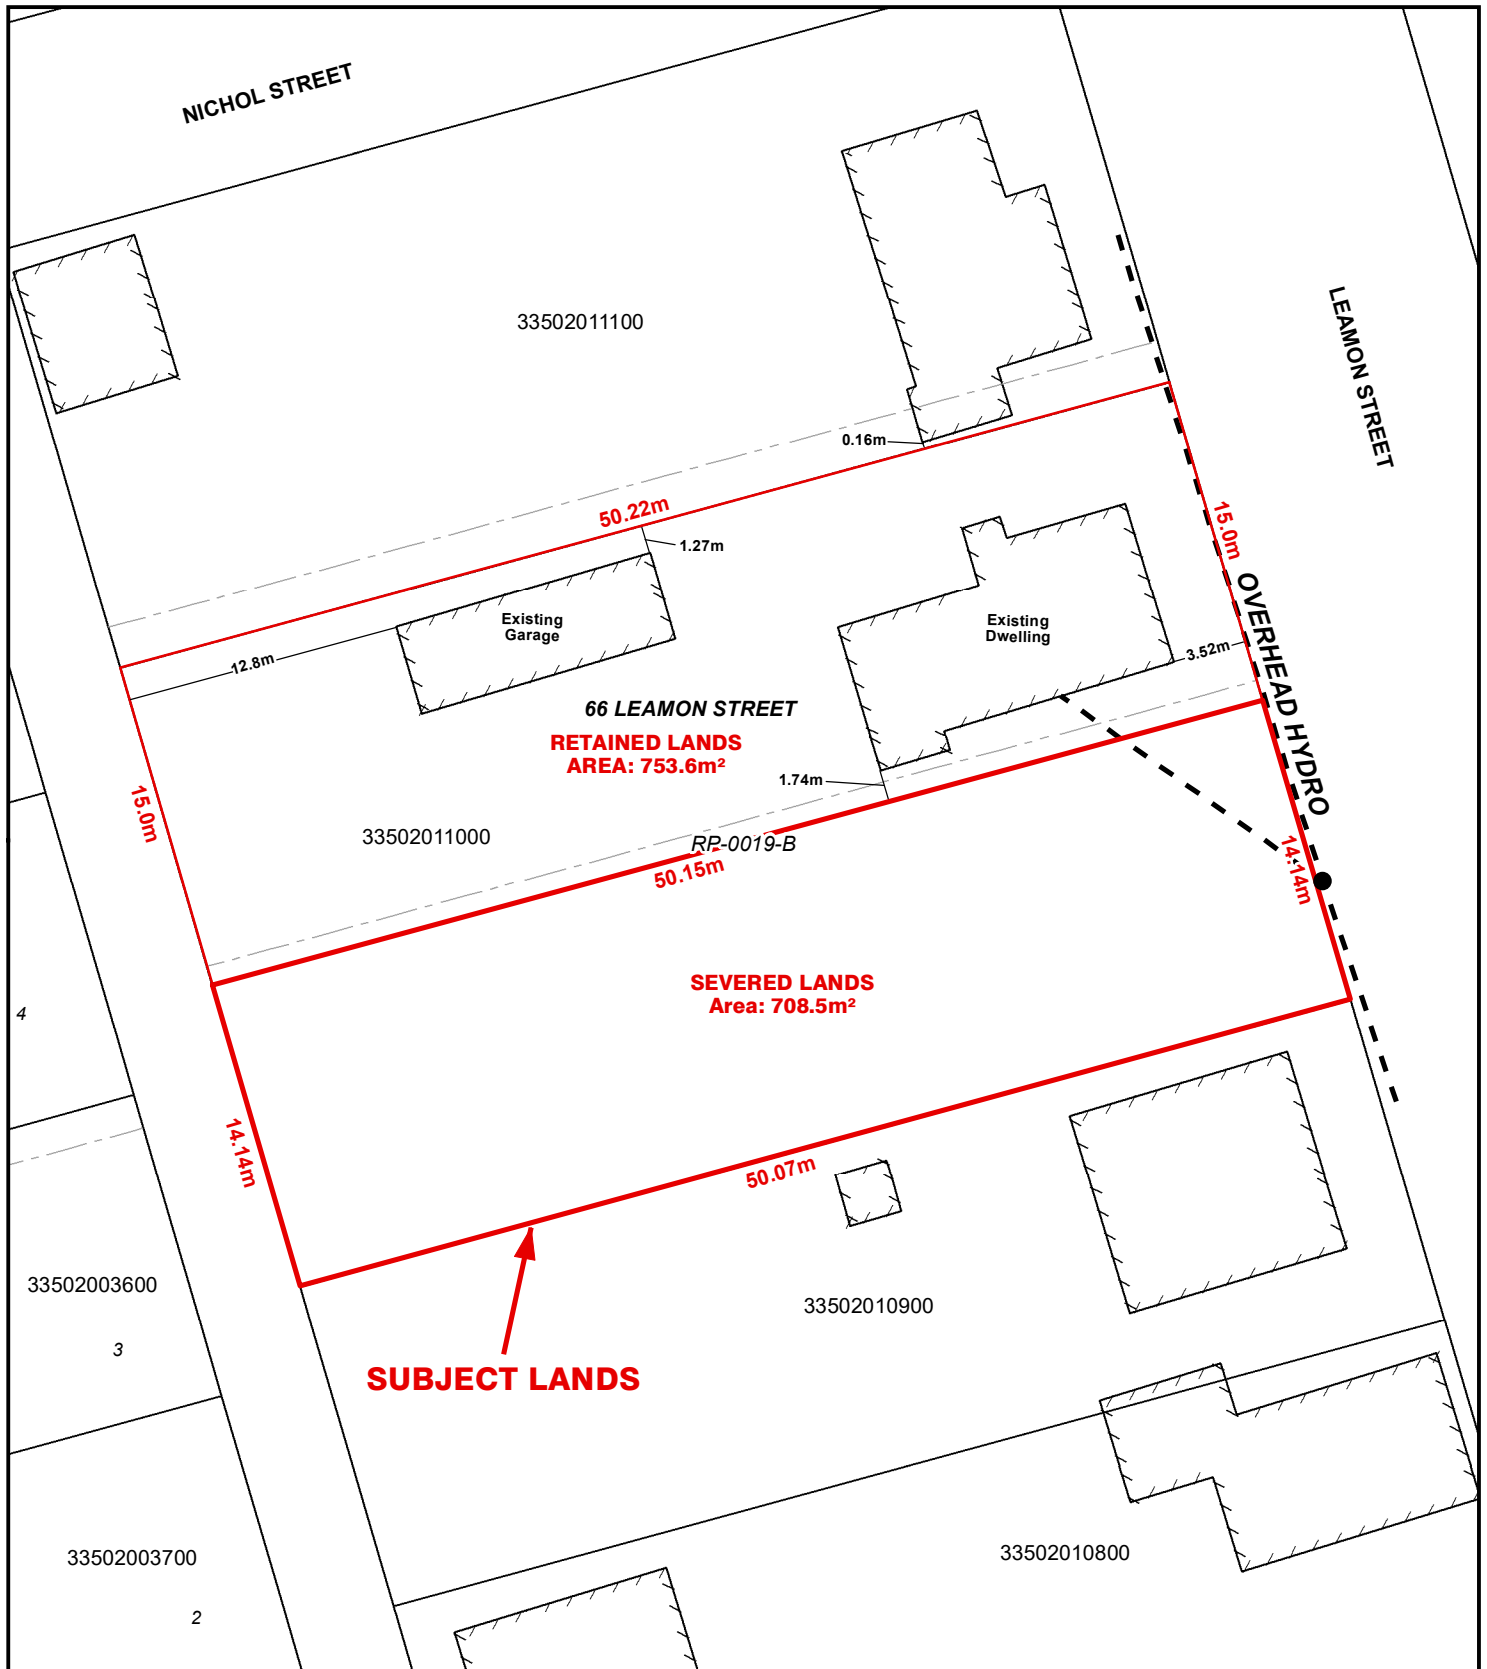 NICHOL STREET
33502011100
LEAMON STREET
0.16m
50.22m
1.27m
15.0m
Existing
Garage
Existing
Dwelling
OVERHEAD HYDRO
12.8m
3.52m
66 LEAMON STREET
RETAINED LANDS
AREA: 753.6m²
1.74m
15.0m
33502011000
RP-0019-B
50.15m
14.14m
SEVERED LANDS
Area: 708.5m²
4
14.14m
50.07m
33502003600
33502010900
3
SUBJECT LANDS
33502003700
33502010800
2